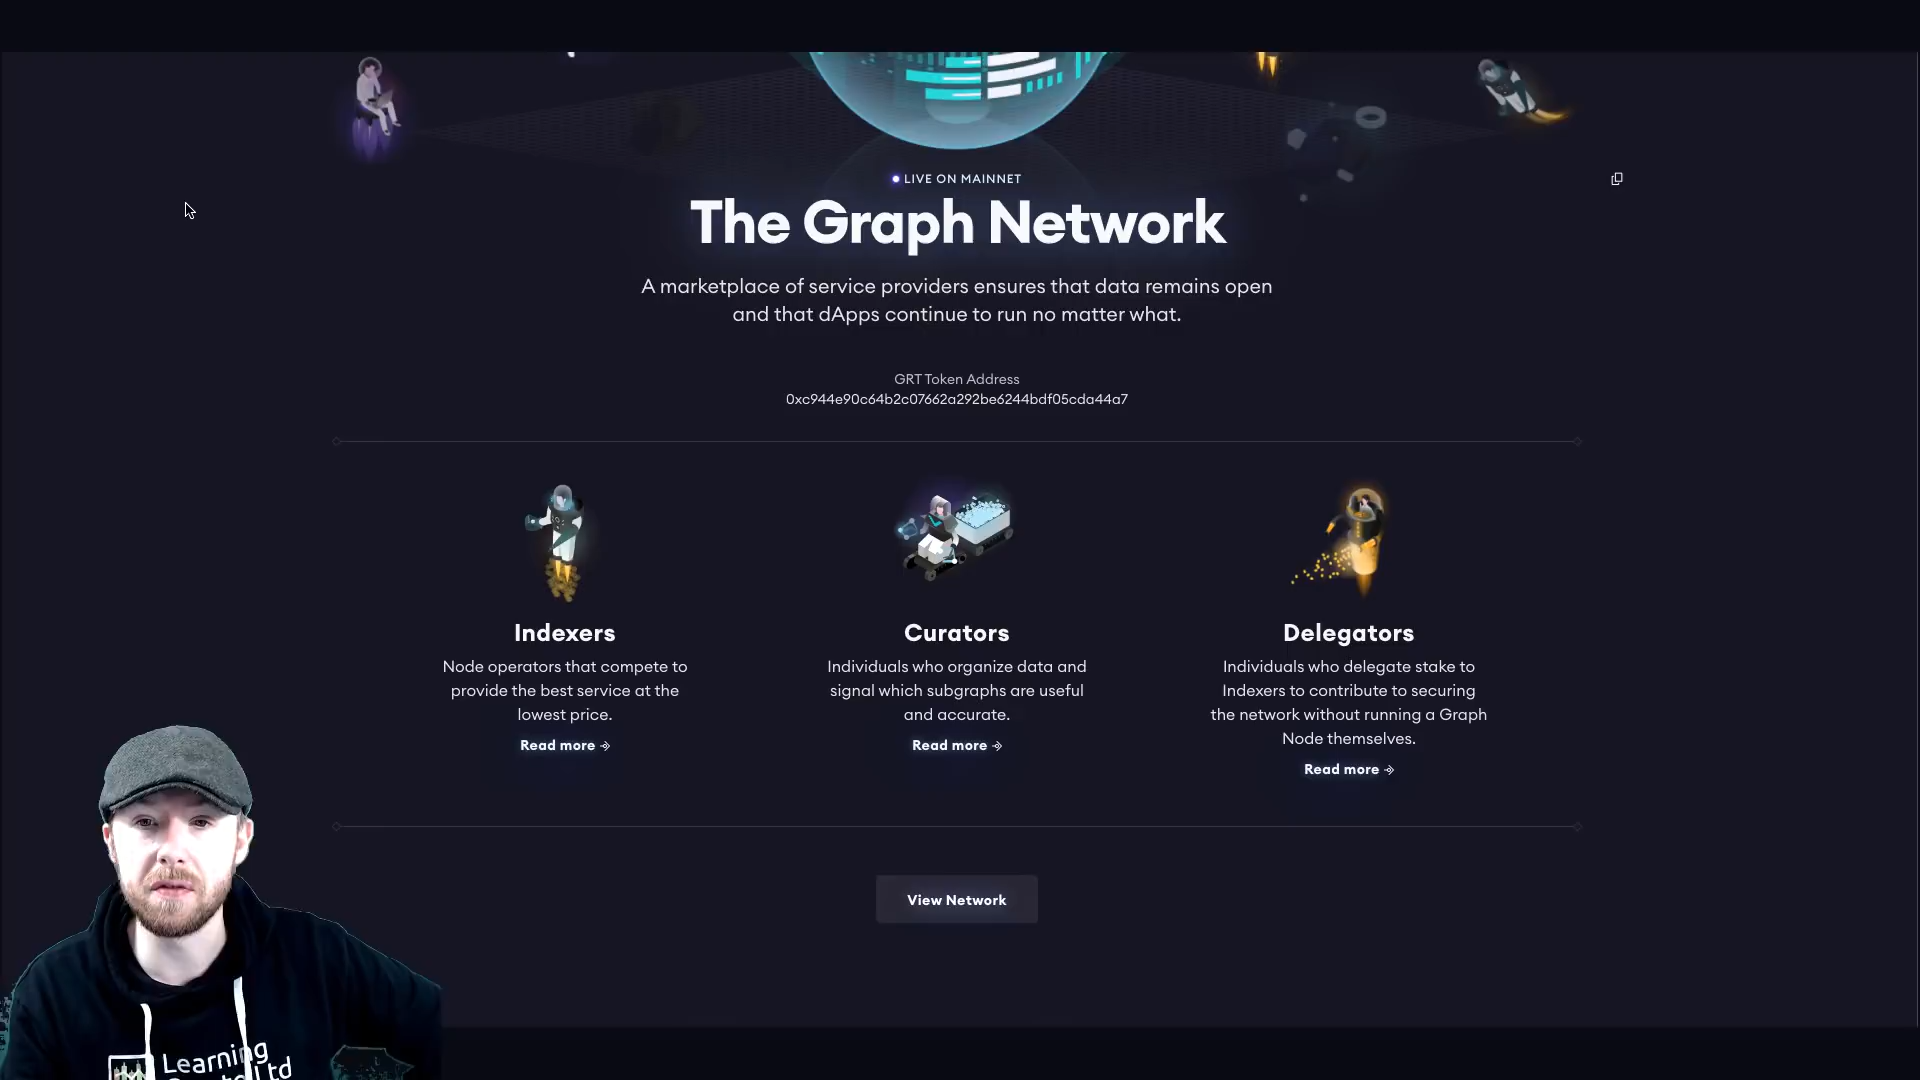 LIVE ON MAINNET
The Graph Network
A marketplace of service providers ensures that data remains open
and that dApps continue to run no matter what.
GRT Token Address
0xc944e90c64b2c07662a292be6244bdf05cda44a7
Indexers
Node operators that compete to
provide the best service at the
lowest price.
Read more
Curators
Individuals who organize data and
signal which subgraphs are useful
and accurate.
Read more
Delegators
Individuals who delegate stake to
Indexers to contribute to securing
the network without running a Graph
Node themselves.
Read more
View Network
Learning
Ltd